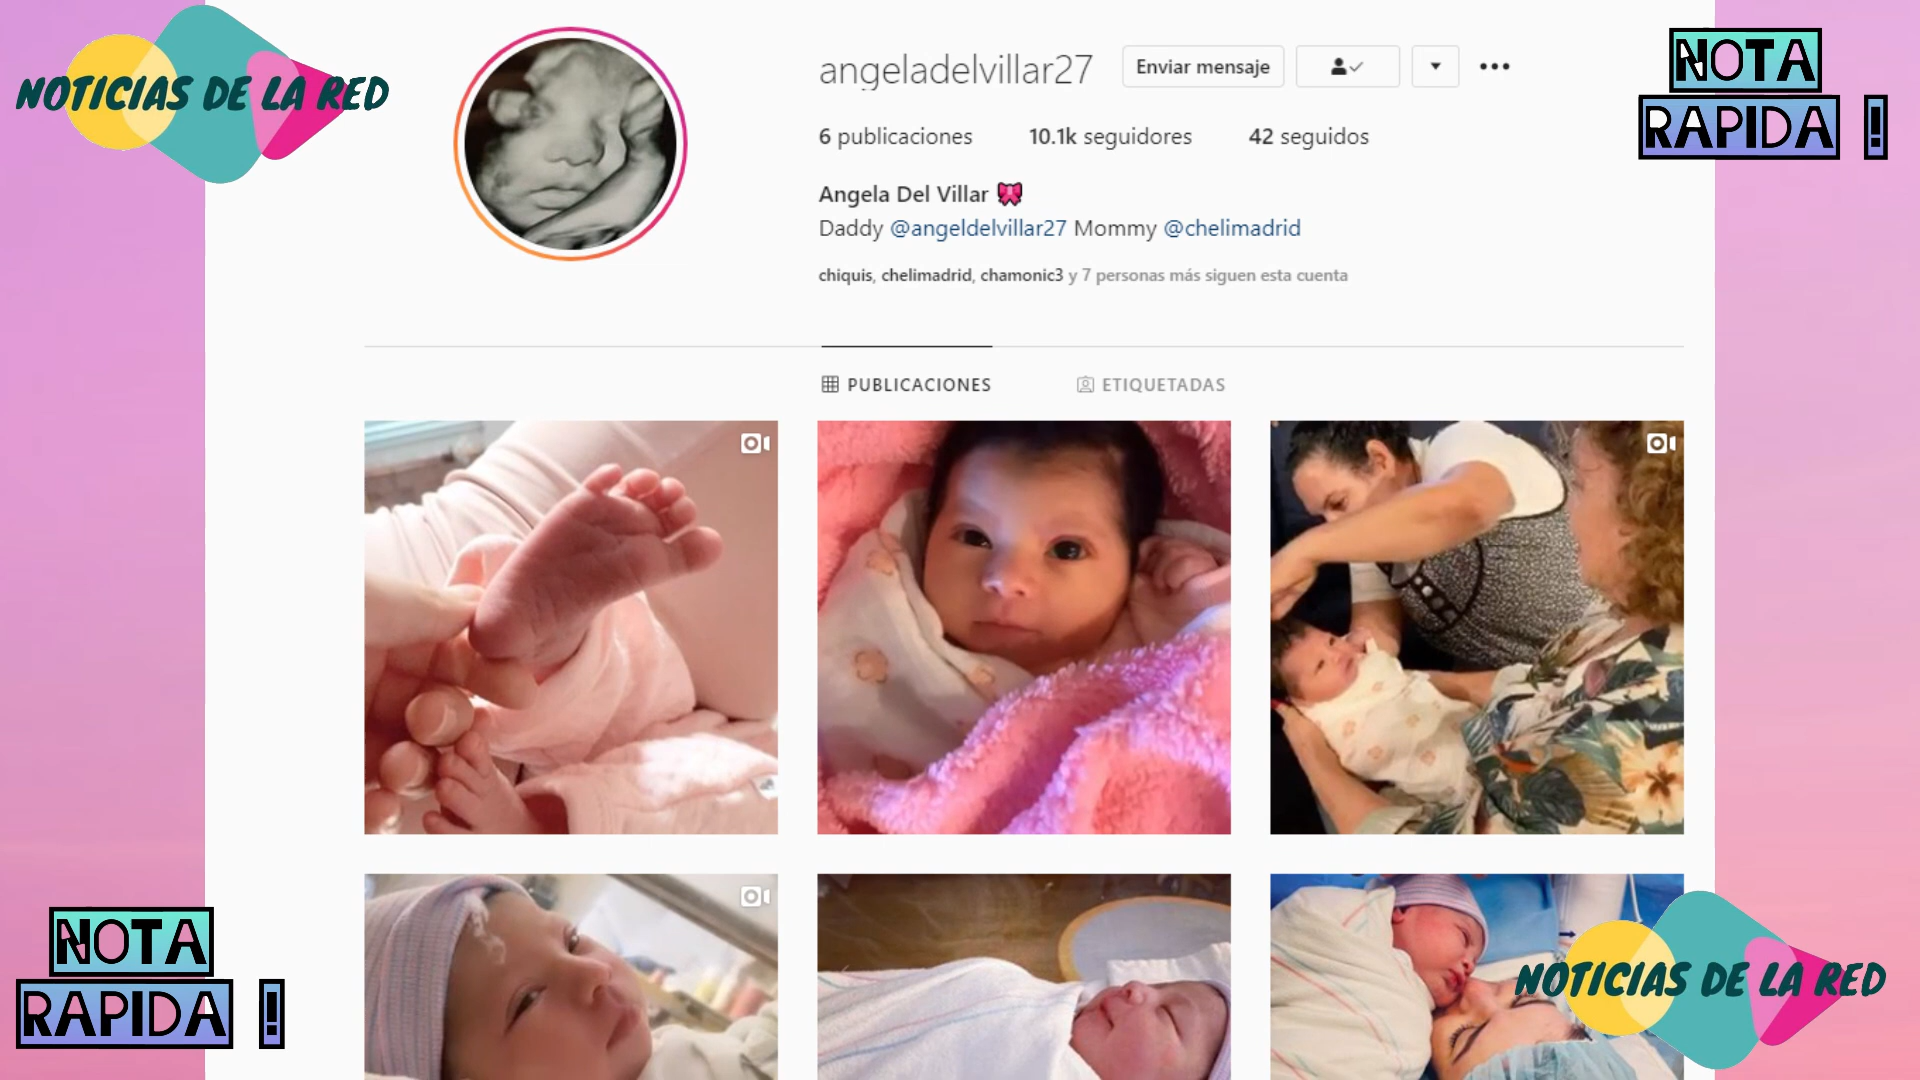 NOTICIAS DE LA RED
NOTA
RAPIDA !
angeladelvillar27
Enviar mensaje
6 publicaciones
10.1k seguidores
42 seguidos
Angela Del Villar
Daddy @angeldelvillar27 Mommy @chelimadrid
chiquis, chelimadrid, chamonic3 y 7 personas más siguen esta cuenta
PUBLICACIONES
ETIQUETADAS
NOTA
RAPIDA !
NOTICIAS DE LA RED